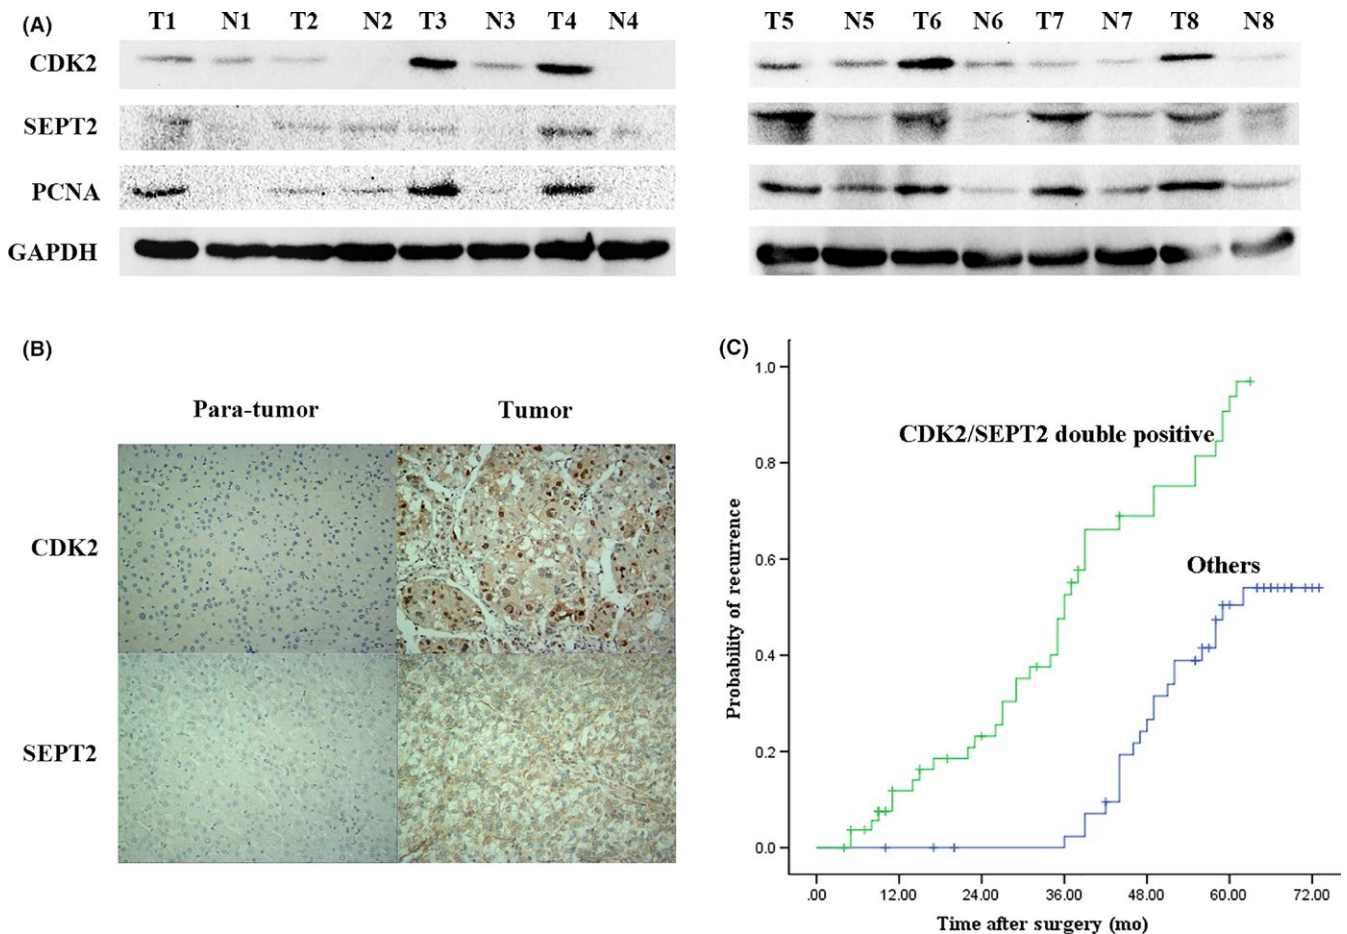 (A) T1 N1 T2 N2 T3 N3 T4 N4 T5 N5 T6 N6 T7 N7 T8 N8
CDK2
SEPT2
PCNA
GAPDH
(B)
Para-tumor Tumor
CDK2
SEPT2
(C)
1.0
CDK2/SEPT2 double positive
0.8
0.6
Others
0.4
0.2
0.0
Probability of recurrence
.00 12.00 24.00 36.00 48.00 60.00 72.00
Time after surgery (mo)